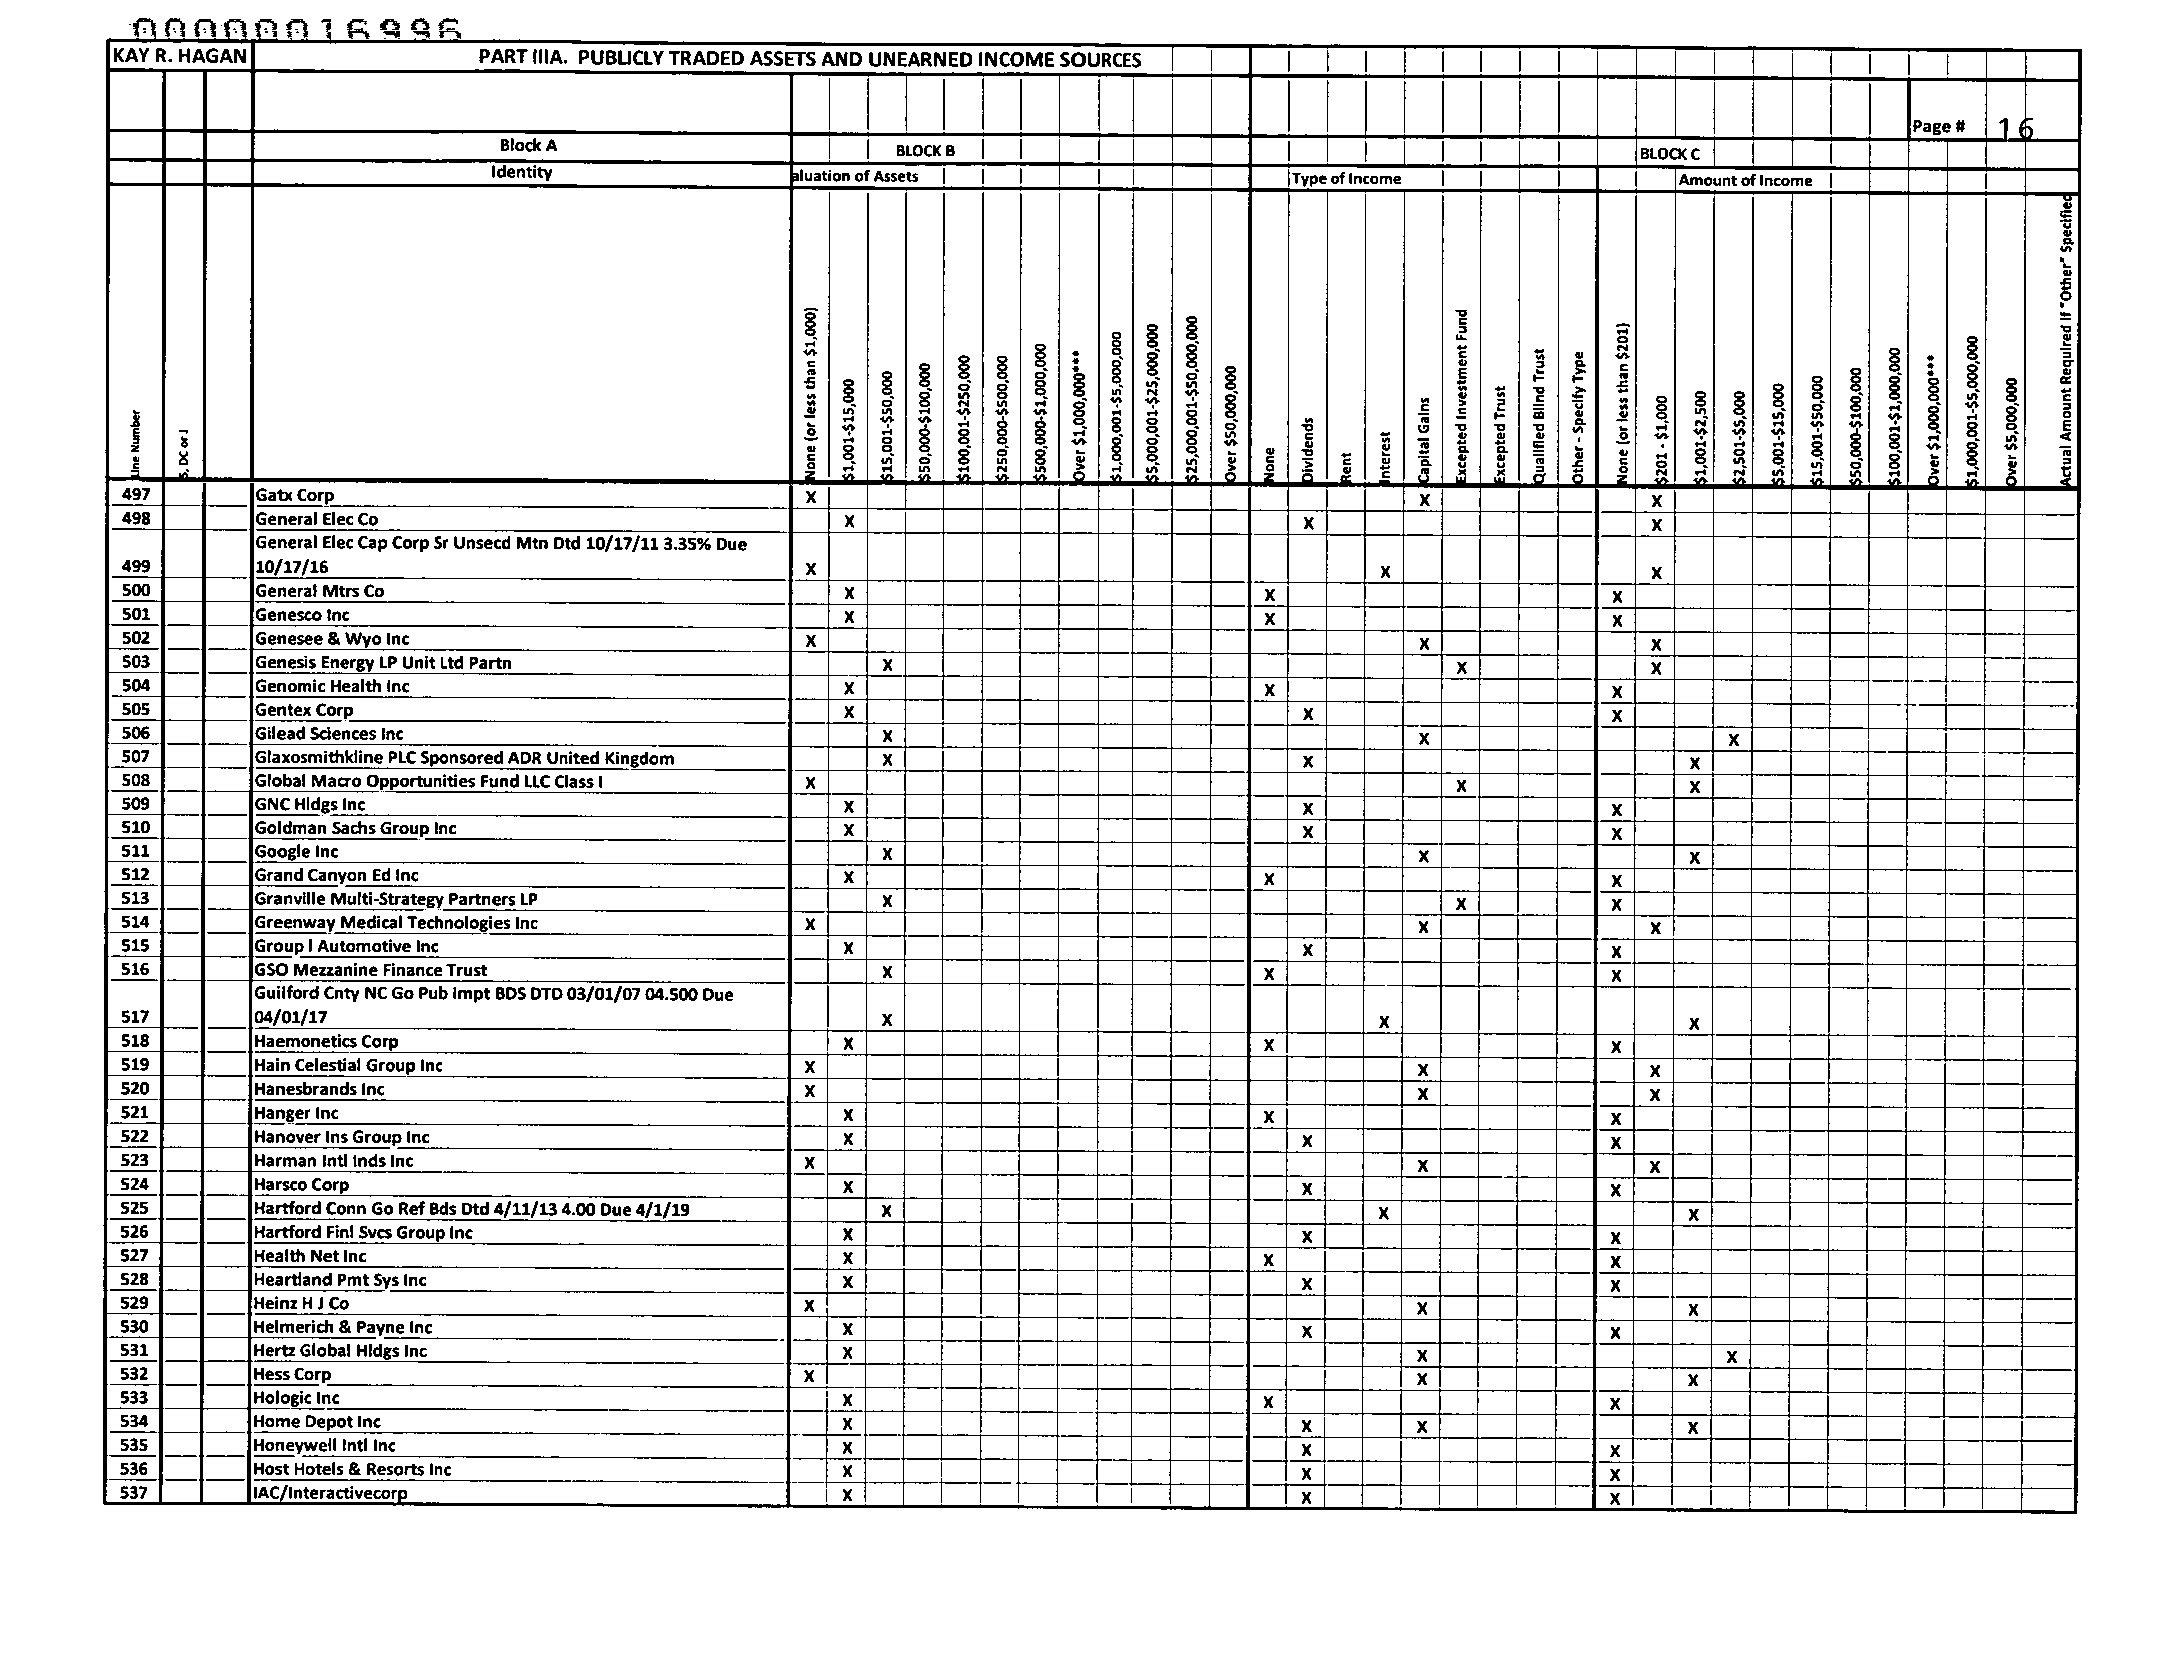 00000016996
KAY R. HAGAN PART IIIA. PUBLICLY TRADED ASSETS AND UNEARNED INCOME SOURCES
Page # 16
Block A BLOCK B BLOCK C
Identity aluation of Assets Type of Income Amount of Income
Line Number
S, DC or J
None (or less than $1,000)
$1,001-$15,000
$15,001-$50,000
$50,000-$100,000
$100,001-$250,000
$250,000-$500,000
$500,000-$1,000,000
Over $1,000,000***
$1,000,001-$5,000,000
$5,000,001-$25,000,000
$25,000,001-$50,000,000
Over $50,000,000
None
Dividends
Rent
Interest
Capital Gains
Excepted Investment Fund
Excepted Trust
Qualified Blind Trust
Other - Specify Type
None (or less than $201)
$201 - $1,000
$1,001-$2,500
$2,501-$5,000
$5,001-$15,000
$15,001-$50,000
$50,000-$100,000
$100,001-$1,000,000
Over $1,000,000***
$1,000,001-$5,000,000
Over $5,000,000
Actual Amount Required If "Other" Specified
497 Gatx Corp X X X
498 General Elec Co X X X
General Elec Cap Corp Sr Unsecd Mtn Dtd 10/17/11 3.35% Due
499 10/17/16 X X X
500 General Mtrs Co X X X
501 Genesco Inc X X X
502 Genesee & Wyo Inc X X X
503 Genesis Energy LP Unit Ltd Partn X X X
504 Genomic Health Inc X X X
505 Gentex Corp X X X
506 Gilead Sciences Inc X X X
507 Glaxosmithkline PLC Sponsored ADR United Kingdom X X X
508 Global Macro Opportunities Fund LLC Class I X X X
509 GNC Hldgs Inc X X X
510 Goldman Sachs Group Inc X X X
511 Google Inc X X X
512 Grand Canyon Ed Inc X X X
513 Granville Multi-Strategy Partners LP X X X
514 Greenway Medical Technologies Inc X X X
515 Group I Automotive Inc X X X
516 GSO Mezzanine Finance Trust X X X
Guilford Cnty NC Go Pub Impt BDS DTD 03/01/07 04.500 Due
517 04/01/17 X X X
518 Haemonetics Corp X X X
519 Hain Celestial Group Inc X X X
520 Hanesbrands Inc X X X
521 Hanger Inc X X X
522 Hanover Ins Group Inc X X X
523 Harman Intl Inds Inc X X X
524 Harsco Corp X X X
525 Hartford Conn Go Ref Bds Dtd 4/11/13 4.00 Due 4/1/19 X X X
526 Hartford Finl Svcs Group Inc X X X
527 Health Net Inc X X X
528 Heartland Pmt Sys Inc X X X
529 Heinz H J Co X X X
530 Helmerich & Payne Inc X X X
531 Hertz Global Hldgs Inc X X X
532 Hess Corp X X X
533 Hologic Inc X X X
534 Home Depot Inc X X X X
535 Honeywell Intl Inc X X X
536 Host Hotels & Resorts Inc X X X
537 IAC/Interactivecorp X X X